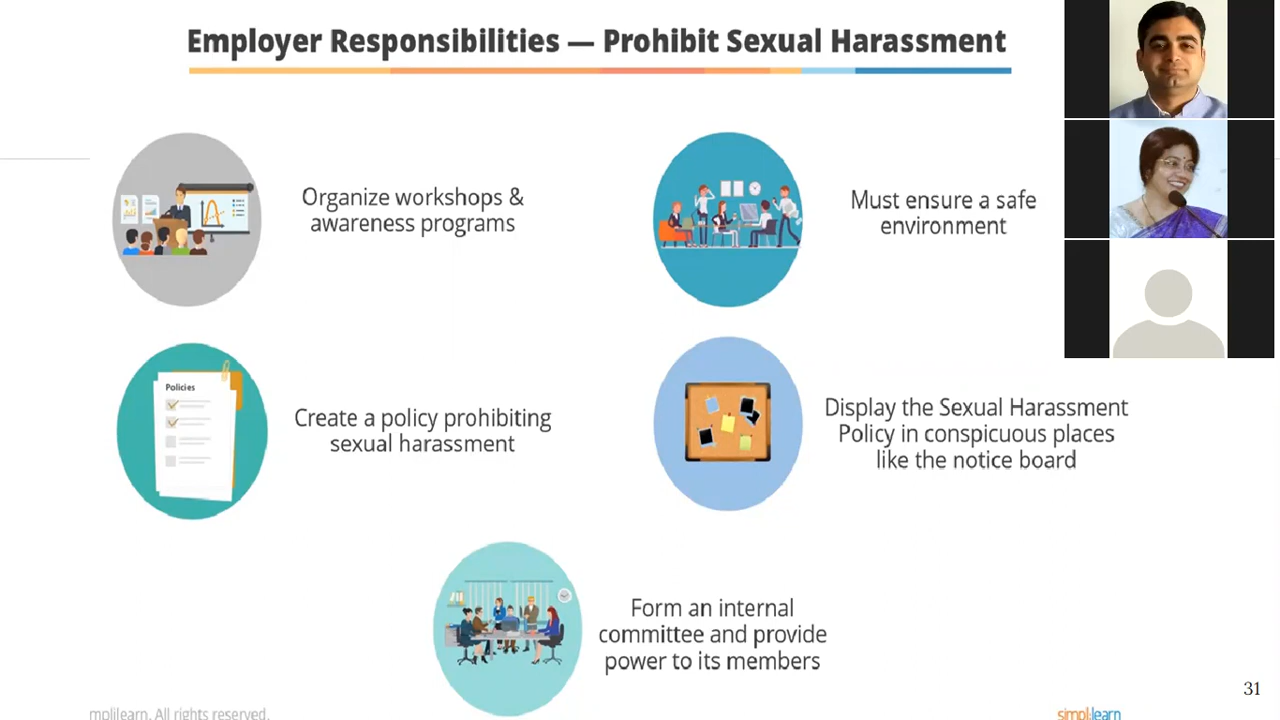 Employer Responsibilities — Prohibit Sexual Harassment
Organize workshops &
awareness programs
Must ensure a safe
environment
Policies
Create a policy prohibiting
sexual harassment
Display the Sexual Harassment
Policy in conspicuous places
like the notice board
Form an internal
committee and provide
power to its members
31
mplilearn. All rights reserved.
simplilearn